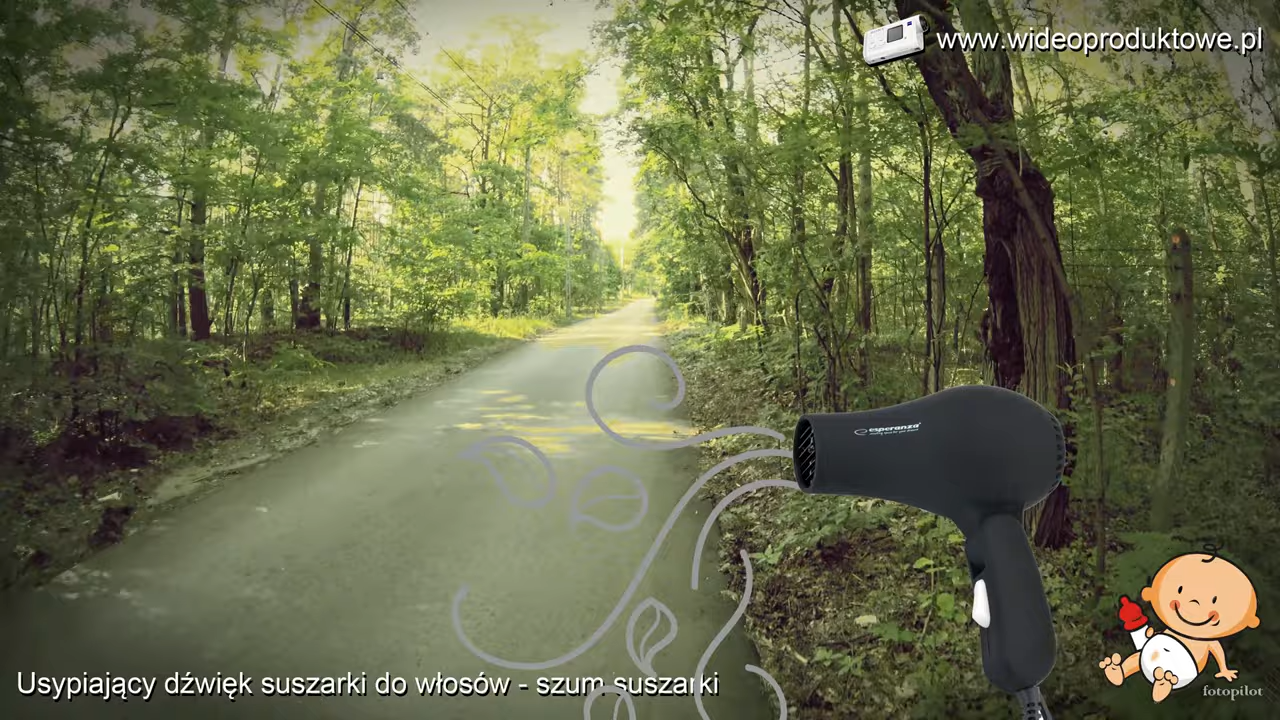 www.wideoproduktowe.pl
esperanza
Usypiający dźwięk suszarki do włosów - szum suszarki
fotopilot